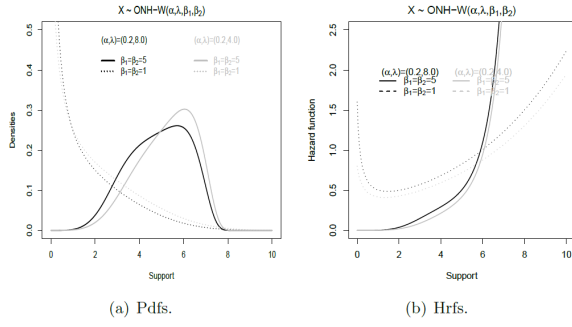 X ~ ONH−W(α,λ,β1,β2)
(α,λ)=(0.2,8.0) (α,λ)=(0.2,4.0)
β1=β2=5 β1=β2=5
β1=β2=1 β1=β2=1
Densities
0.0 0.1 0.2 0.3 0.4 0.5
0 2 4 6 8 10
Support
(a) Pdfs.
X ~ ONH−W(α,λ,β1,β2)
(α,λ)=(0.2,8.0) (α,λ)=(0.2,4.0)
β1=β2=5 β1=β2=5
β1=β2=1 β1=β2=1
Hazard function
0.0 0.5 1.0 1.5 2.0 2.5
0 2 4 6 8 10
Support
(b) Hrfs.